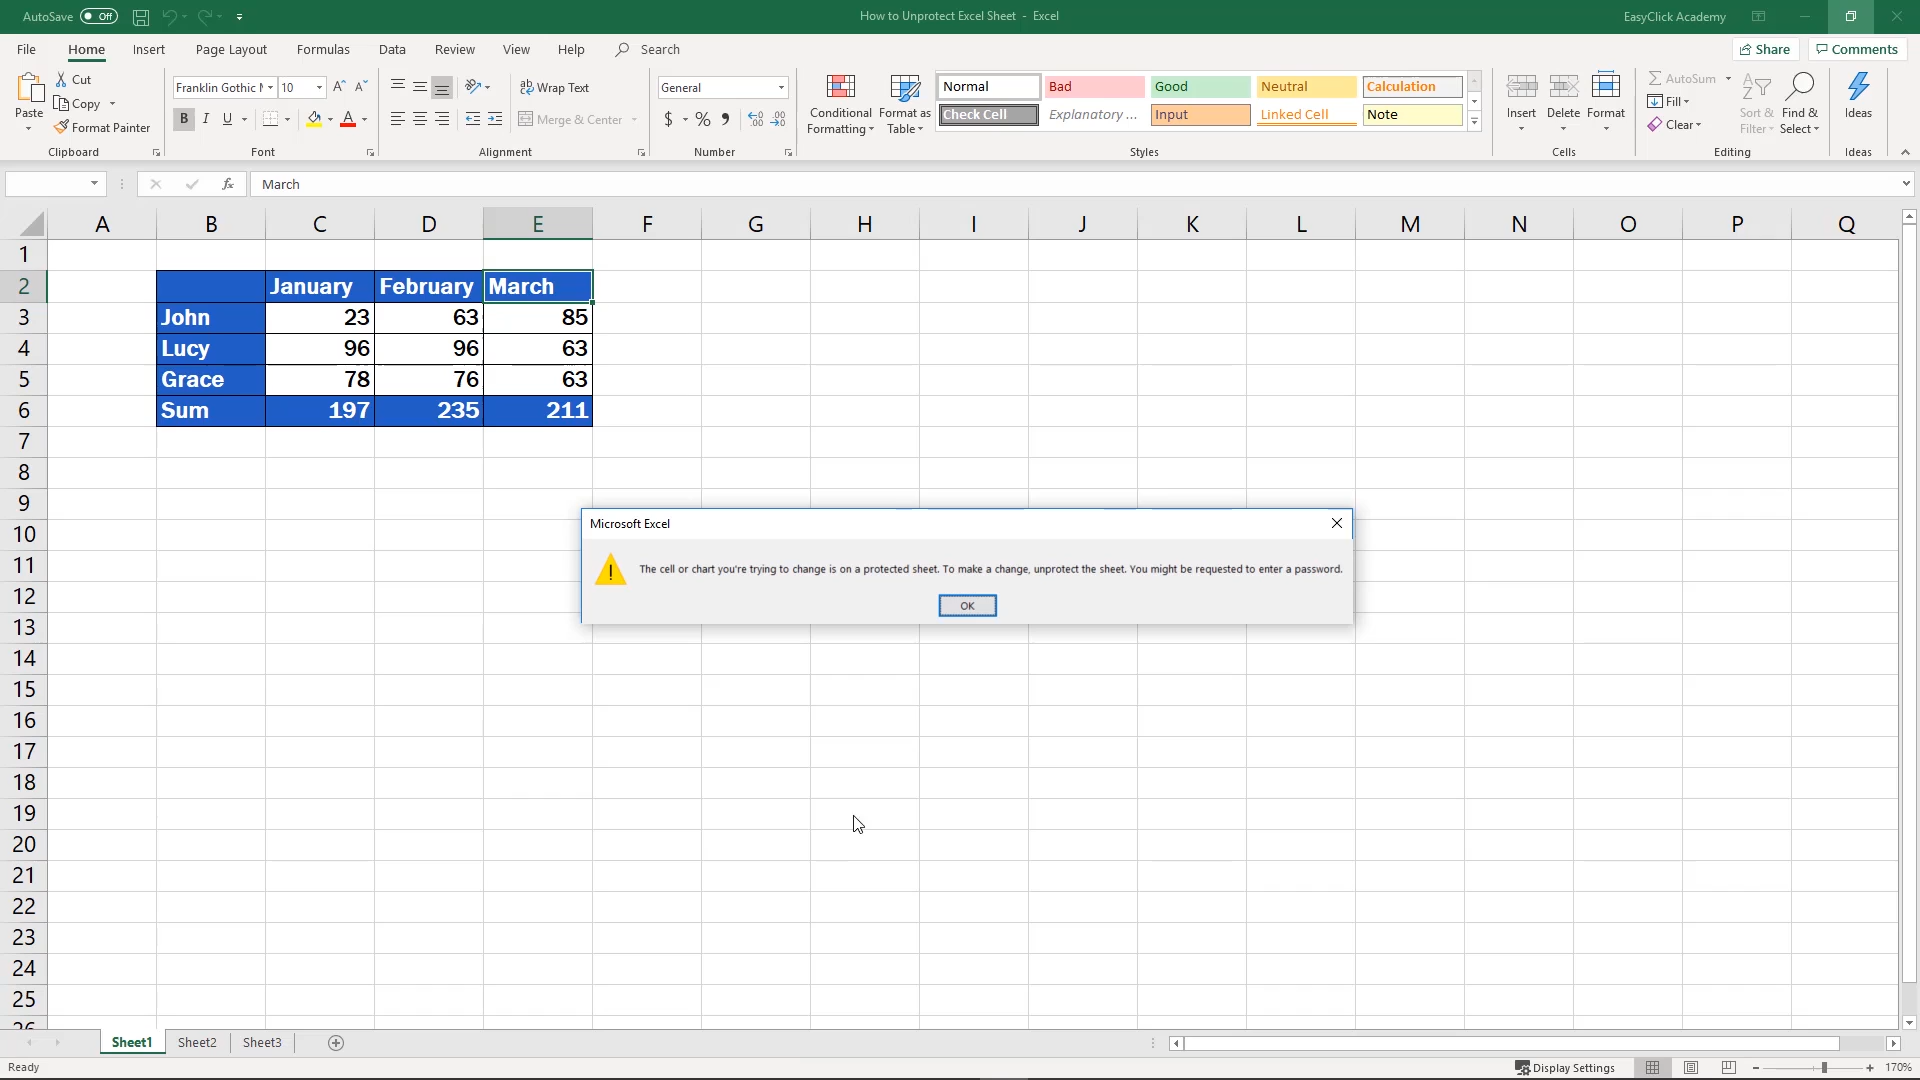 AutoSave Off How to Unprotect Excel Sheet - Excel EasyClick Academy
File Home Insert Page Layout Formulas Data Review View Help Search Share Comments
Paste Cut Copy Format Painter
Clipboard
Franklin Gothic 10
B I U A
Font
Wrap Text
Merge & Center
Alignment
General
$ % 9
Number
Conditional Formatting Format as Table
Normal Bad Good Neutral Calculation
Check Cell Explanatory ... Input Linked Cell Note
Styles
Insert Delete Format
Cells
AutoSum
Fill
Clear
Sort & Filter Find & Select
Editing
Ideas
Ideas
fx March
A B C D E F G H I J K L M N O P Q
1
2 January February March
3 John 23 63 85
4 Lucy 96 96 63
5 Grace 78 76 63
6 Sum 197 235 211
7
8
9
10
Microsoft Excel
11
The cell or chart you're trying to change is on a protected sheet. To make a change, unprotect the sheet. You might be requested to enter a password.
12
OK
13
14
15
16
17
18
19
20
21
22
23
24
25
26
Sheet1 Sheet2 Sheet3
Ready Display Settings 170%